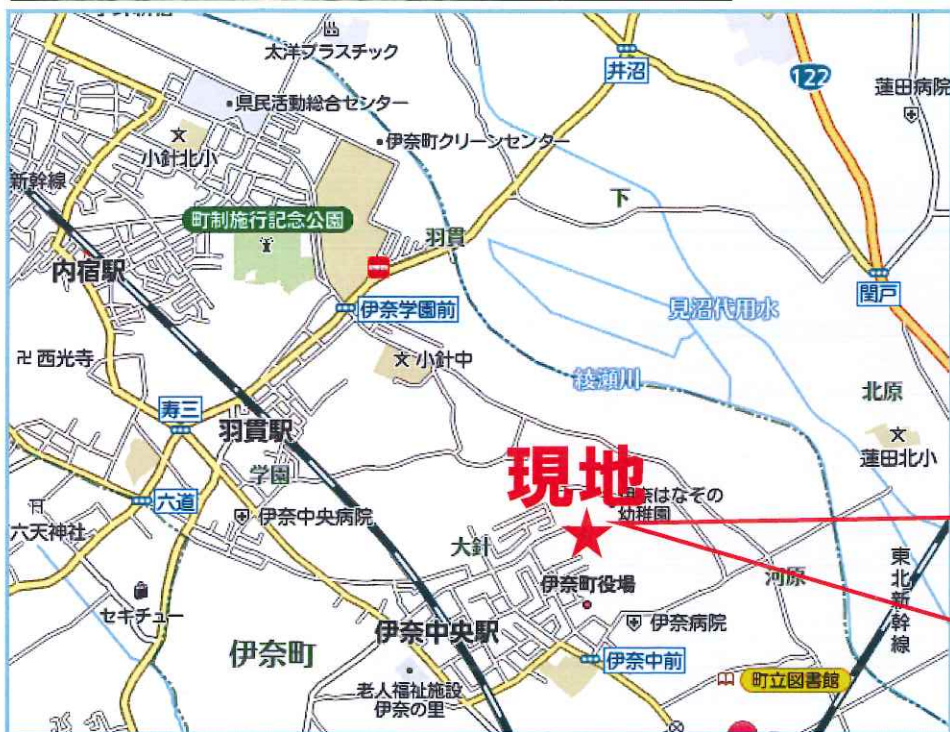 太洋プラスチック
井沼
122
蓮田病院
県民活動総合センター
小針北小
伊奈町クリーンセンター
新幹線
下
町制施行記念公園
羽貫
内宿駅
関戸
伊奈学園前
見沼代用水
西光寺
小針中
綾瀬川
北原
寿三
羽貫駅
蓮田北小
現地
学園
伊奈はなぞの
幼稚園
六道
伊奈中央病院
六天神社
大針
東北新幹線
河原
伊奈町役場
セキチュー
伊奈病院
伊奈中央駅
伊奈町
伊奈中前
町立図書館
老人福祉施設
伊奈の里